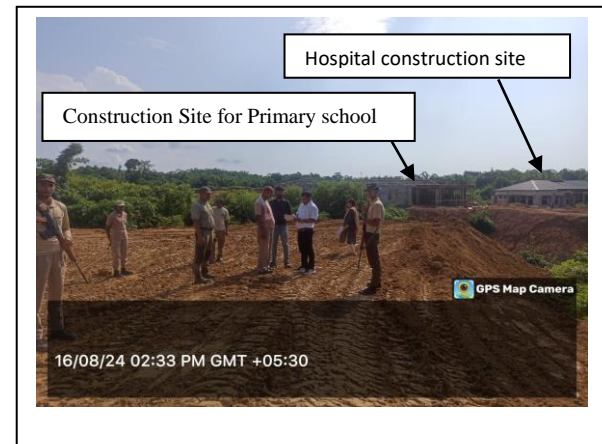 Hospital construction site
Construction Site for Primary school
GPS Map Camera
16/08/24 02:33 PM GMT +05:30